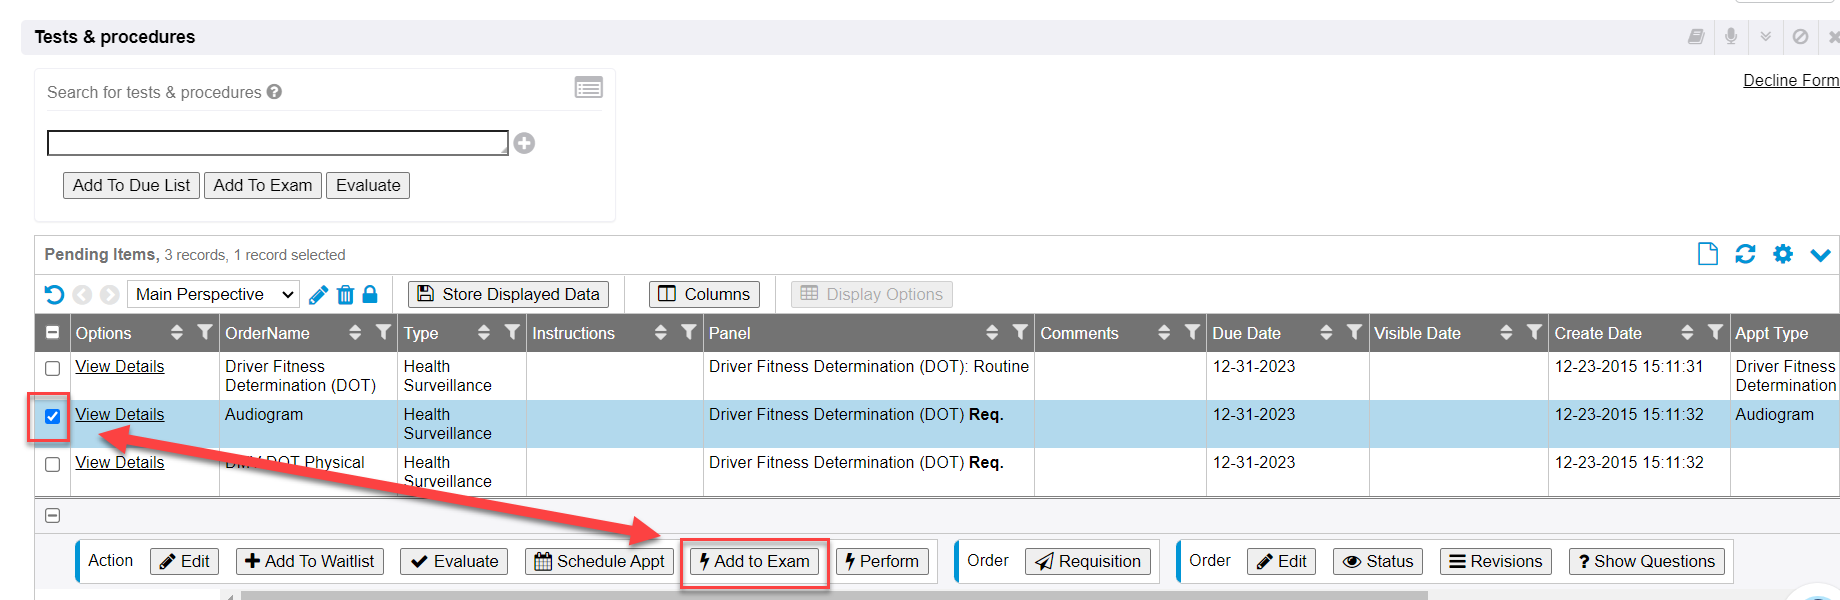 Tests & procedures
Decline Form
Search for tests & procedures
Add To Due List Add To Exam Evaluate
Pending Items, 3 records, 1 record selected
Main Perspective Store Displayed Data Columns Display Options
Options OrderName Type Instructions Panel Comments Due Date Visible Date Create Date Appt Type
View Details Driver Fitness Health Driver Fitness Determination (DOT): Routine 12-31-2023 12-23-2015 15:11:31 Driver Fitness
Determination (DOT) Surveillance Determination
View Details Audiogram Health Driver Fitness Determination (DOT) Req. 12-31-2023 12-23-2015 15:11:32 Audiogram
Surveillance
View Details DOT Physical Health Driver Fitness Determination (DOT) Req. 12-31-2023 12-23-2015 15:11:32
Surveillance
Action Edit Add To Waitlist Evaluate Schedule Appt Add to Exam Perform Order Requisition Order Edit Status Revisions ? Show Questions